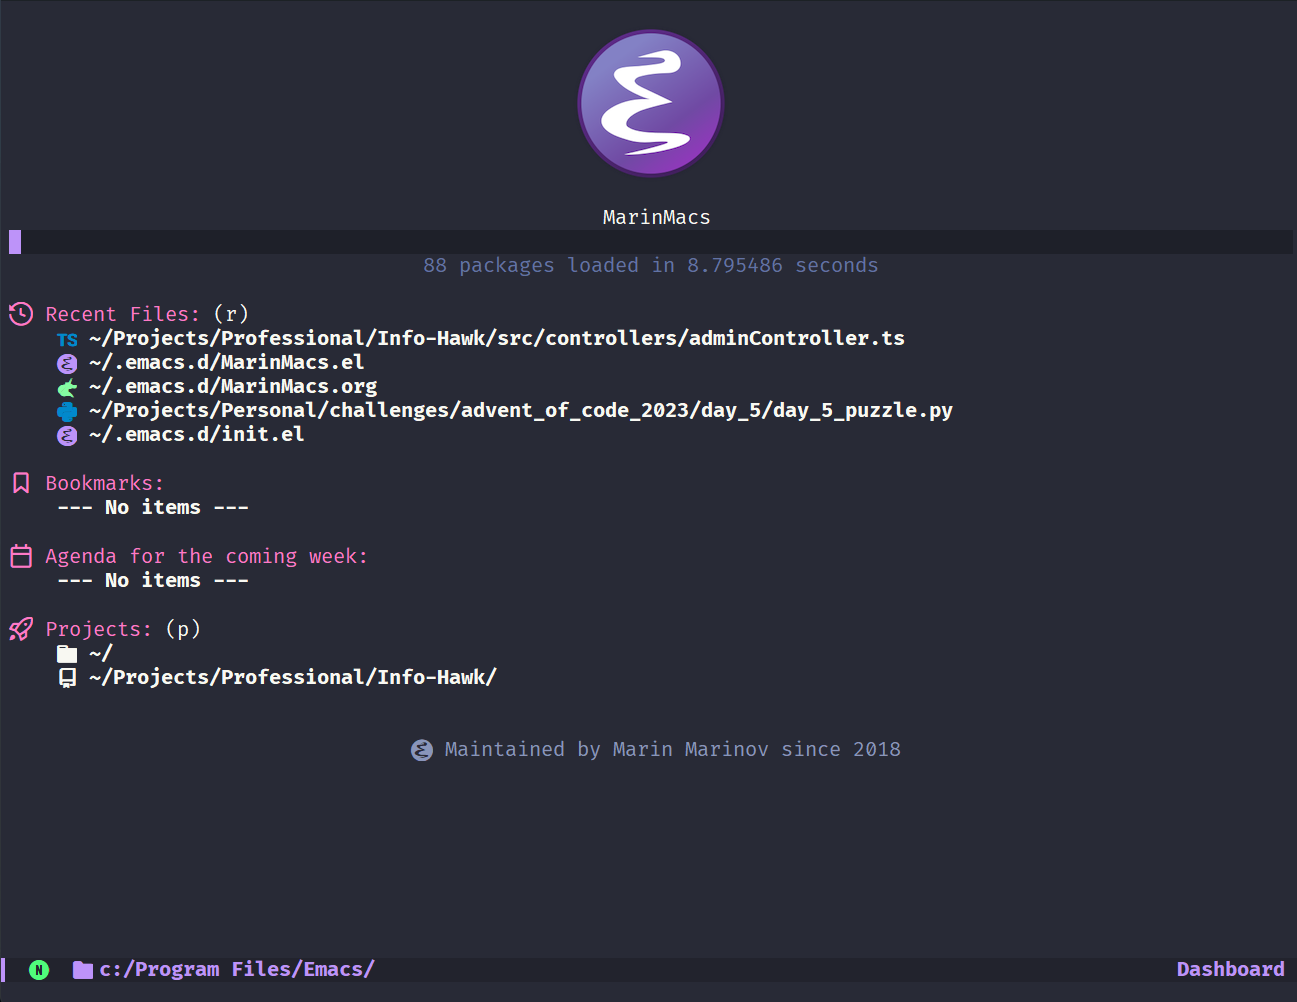 MarinMacs
88 packages loaded in 8.795486 seconds
Recent Files: (r)
TS ~/Projects/Professional/Info-Hawk/src/controllers/adminController.ts
~/.emacs.d/MarinMacs.el
~/.emacs.d/MarinMacs.org
~/Projects/Personal/challenges/advent_of_code_2023/day_5/day_5_puzzle.py
~/.emacs.d/init.el
Bookmarks:
--- No items ---
Agenda for the coming week:
--- No items ---
Projects: (p)
~/
~/Projects/Professional/Info-Hawk/
Maintained by Marin Marinov since 2018
N c:/Program Files/Emacs/ Dashboard